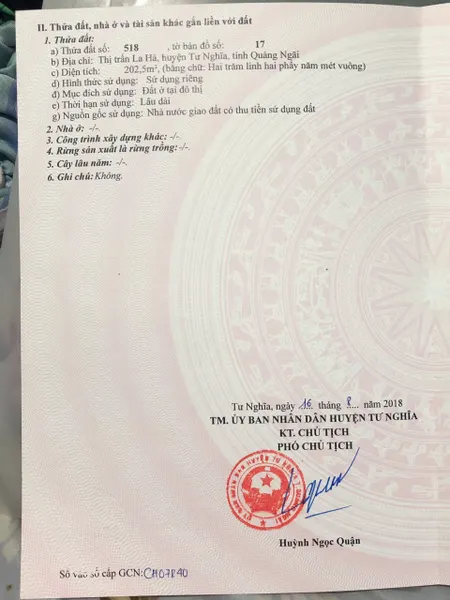 II. Thửa đất, nhà ở và tài sản khác gắn liền với đất
1. Thửa đất:
a) Thửa đất số: 518 , tờ bản đồ số: 17
b) Địa chỉ: Thị trấn La Hà, huyện Tư Nghĩa, tỉnh Quảng Ngãi
c) Diện tích: 202,5m², (bằng chữ: Hai trăm linh hai phẩy năm mét vuông)
d) Hình thức sử dụng: Sử dụng riêng
đ) Mục đích sử dụng: Đất ở tại đô thị
e) Thời hạn sử dụng: Lâu dài
g) Nguồn gốc sử dụng: Nhà nước giao đất có thu tiền sử dụng đất
2. Nhà ở: -/-.
3. Công trình xây dựng khác: -/-.
4. Rừng sản xuất là rừng trồng: -/-.
5. Cây lâu năm: -/-.
6. Ghi chú: Không.
Tư Nghĩa, ngày 16 tháng 8 năm 2018
TM. ỦY BAN NHÂN DÂN HUYỆN TƯ NGHĨA
KT. CHỦ TỊCH
PHÓ CHỦ TỊCH
Huỳnh Ngọc Quận
Số vào sổ cấp GCN: CH07840